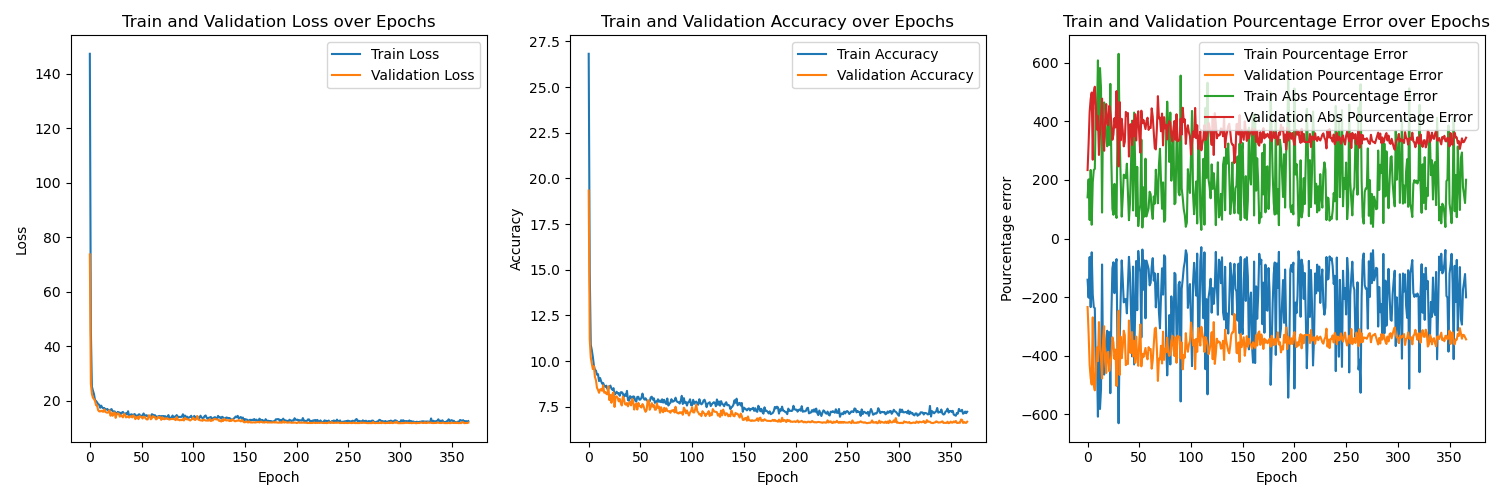 Train and Validation Loss over Epochs
Train Loss
Validation Loss
Loss
140
120
100
80
60
40
20
0 50 100 150 200 250 300 350
Epoch
Train and Validation Accuracy over Epochs
Train Accuracy
Validation Accuracy
Accuracy
27.5
25.0
22.5
20.0
17.5
15.0
12.5
10.0
7.5
0 50 100 150 200 250 300 350
Epoch
Train and Validation Pourcentage Error over Epochs
Train Pourcentage Error
Validation Pourcentage Error
Train Abs Pourcentage Error
Validation Abs Pourcentage Error
Pourcentage error
600
400
200
0
−200
−400
−600
0 50 100 150 200 250 300 350
Epoch